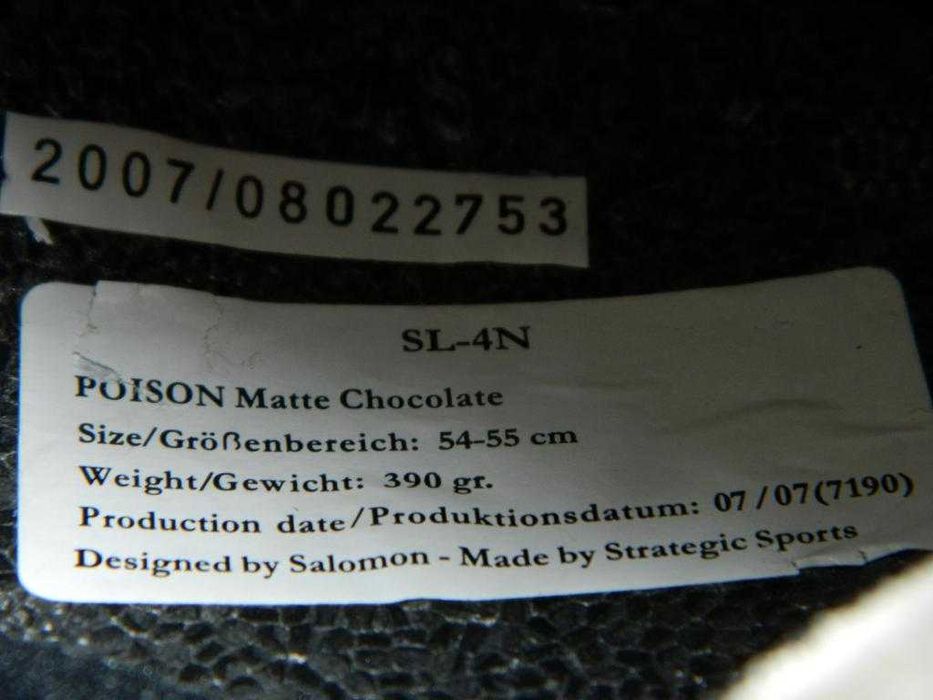 2007/08022753
SL-4N
POISON Matte Chocolate
Size/Größenbereich: 54-55 cm
Weight/Gewicht: 390 gr.
Production date/Produktionsdatum: 07/07(7190)
Designed by Salomon - Made by Strategic Sports